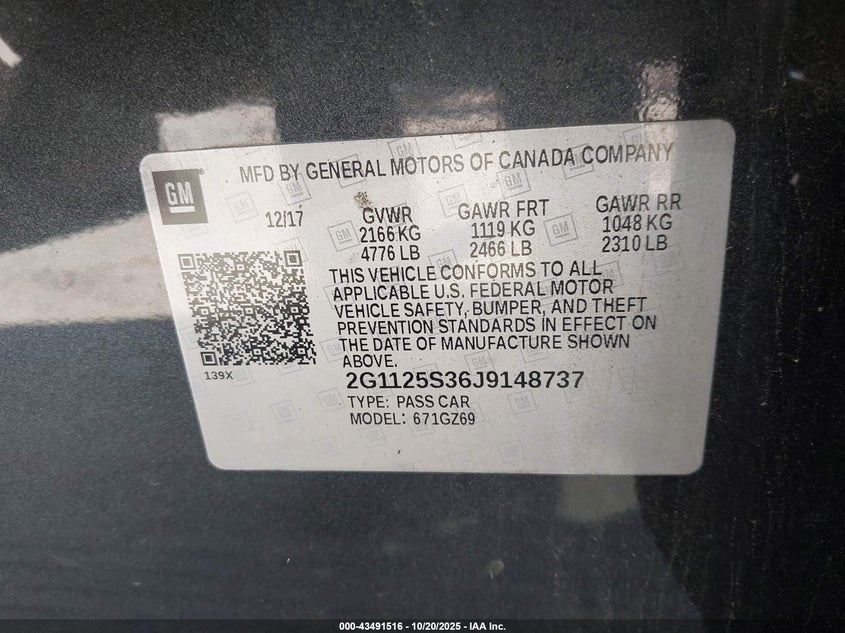 MFD BY GENERAL MOTORS OF CANADA COMPANY
GM
12/17
GVWR
2166 KG
4776 LB
GAWR FRT
1119 KG
2466 LB
GAWR RR
1048 KG
2310 LB
THIS VEHICLE CONFORMS TO ALL
APPLICABLE U.S. FEDERAL MOTOR
VEHICLE SAFETY, BUMPER, AND THEFT
PREVENTION STANDARDS IN EFFECT ON
THE DATE OF MANUFACTURE SHOWN
ABOVE.
139X
2G1125S36J9148737
TYPE: PASS CAR
MODEL: 671GZ69
000-43491516 - 10/20/2025 - IAA Inc.